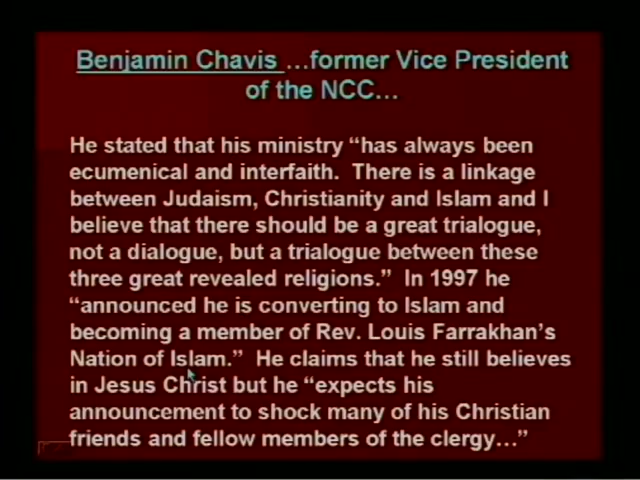 Benjamin Chavis …former Vice President
of the NCC…
He stated that his ministry “has always been
ecumenical and interfaith. There is a linkage
between Judaism, Christianity and Islam and I
believe that there should be a great trialogue,
not a dialogue, but a trialogue between these
three great revealed religions.” In 1997 he
“announced he is converting to Islam and
becoming a member of Rev. Louis Farrakhan’s
Nation of Islam.” He claims that he still believes
in Jesus Christ but he “expects his
announcement to shock many of his Christian
friends and fellow members of the clergy…”